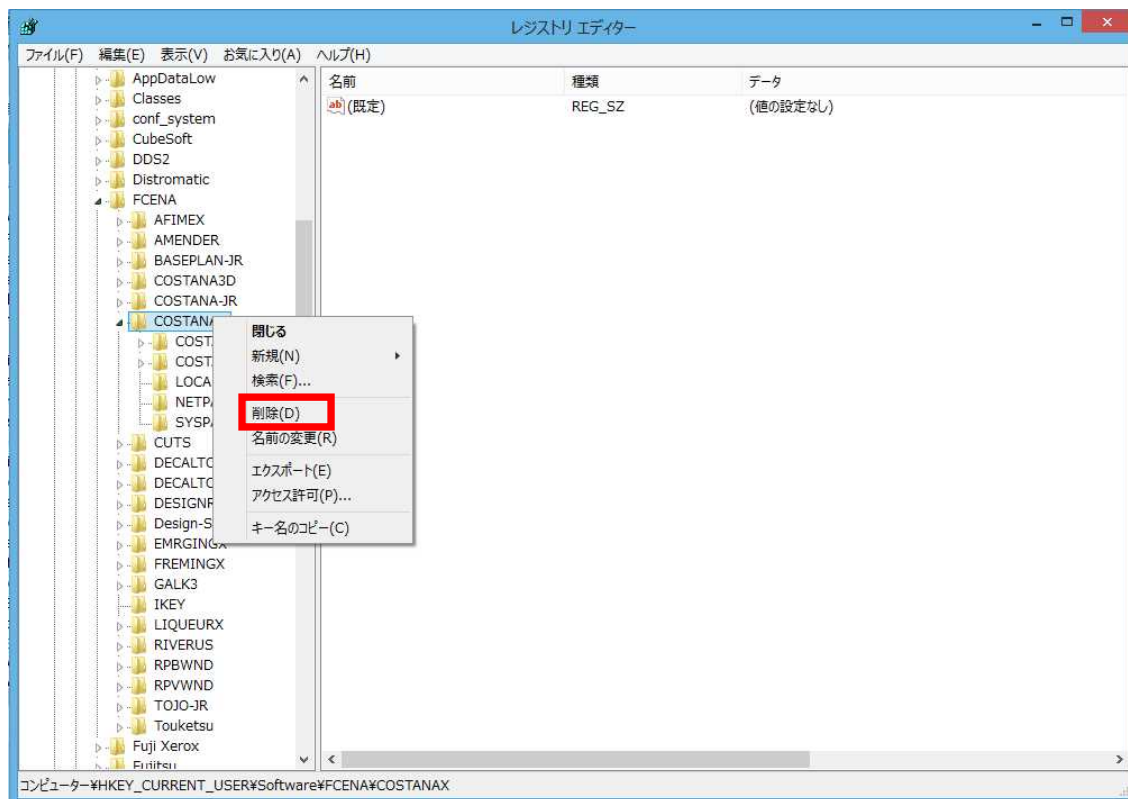 レジストリ エディター
ファイル(F) 編集(E) 表示(V) お気に入り(A) ヘルプ(H)
AppDataLow
Classes
conf_system
CubeSoft
DDS2
Distromatic
FCENA
AFIMEX
AMENDER
BASEPLAN-JR
COSTANA3D
COSTANA-JR
COSTANA
COST
COST
LOCA
NETP
SYSP
CUTS
DECALTC
DECALTC
DESIGNR
Design-S
EMRGINGX
FREMINGX
GALK3
IKEY
LIQUEURX
RIVERUS
RPBWND
RPVWND
TOJO-JR
Touketsu
Fuji Xerox
Fujitsu
名前 種類 データ
ab (既定) REG_SZ (値の設定なし)
閉じる
新規(N)
検索(F)...
削除(D)
名前の変更(R)
エクスポート(E)
アクセス許可(P)...
キー名のコピー(C)
コンピューター¥HKEY_CURRENT_USER¥Software¥FCENA¥COSTANAX